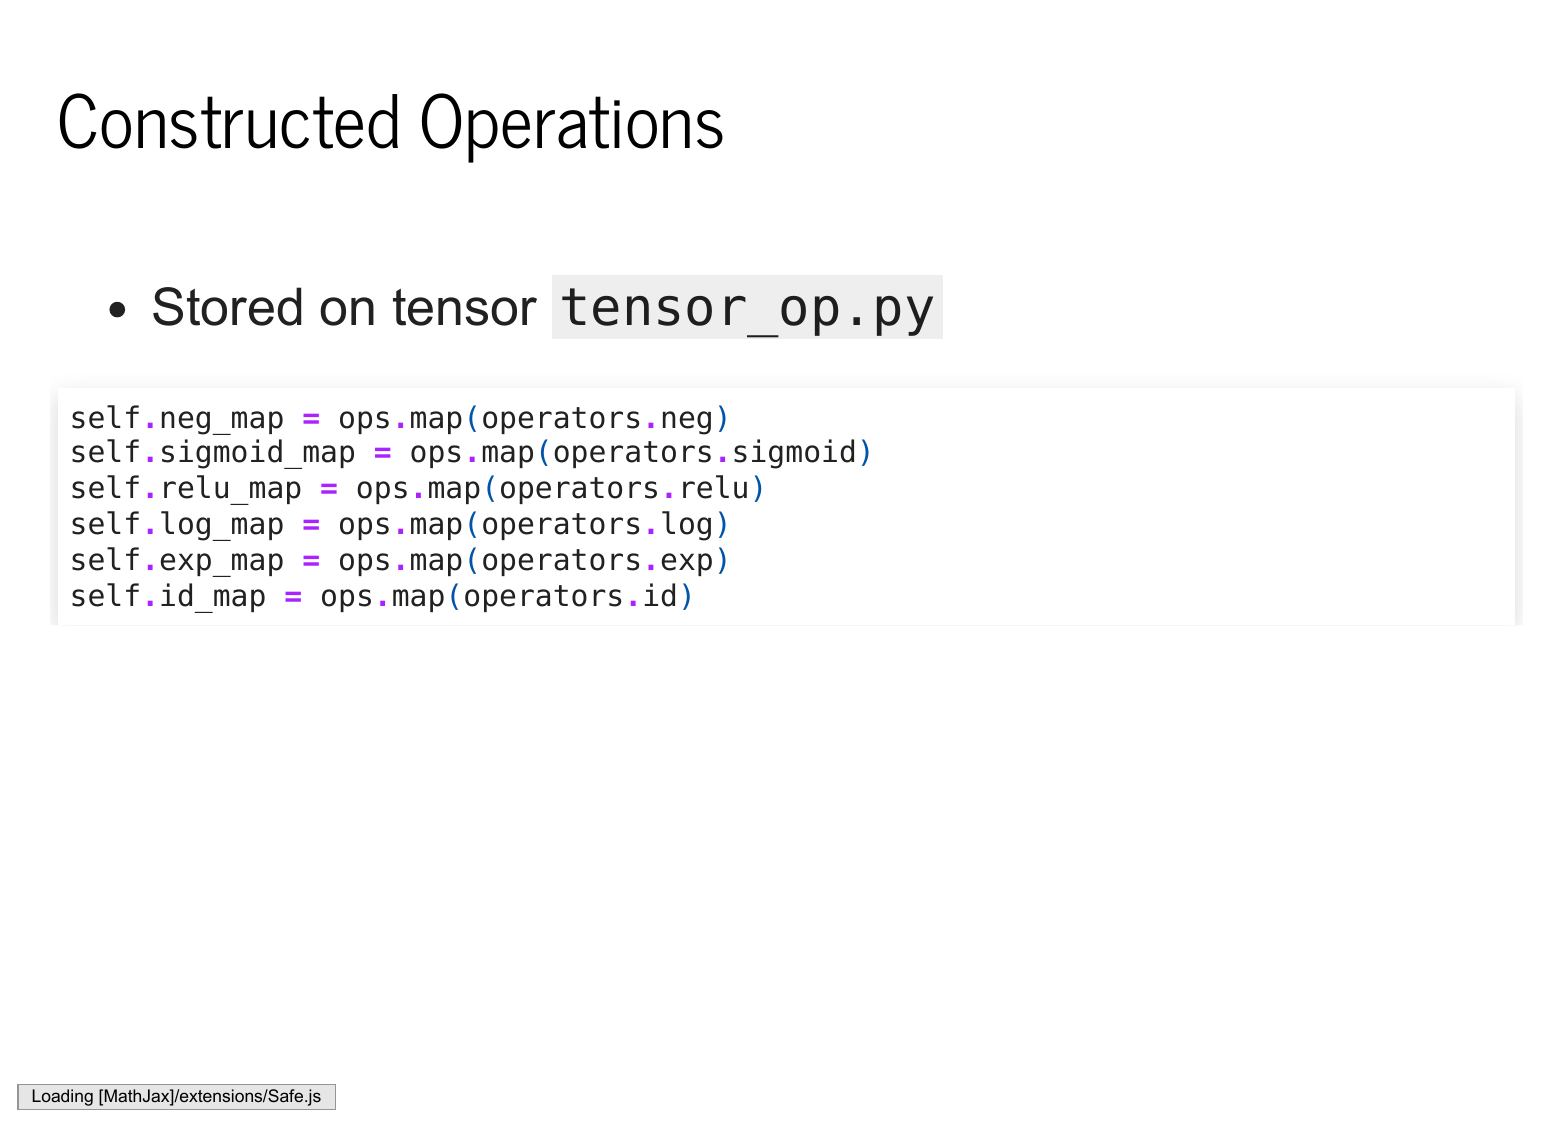 Constructed Operations
• Stored on tensor tensor_op.py
self.neg_map = ops.map(operators.neg)
self.sigmoid_map = ops.map(operators.sigmoid)
self.relu_map = ops.map(operators.relu)
self.log_map = ops.map(operators.log)
self.exp_map = ops.map(operators.exp)
self.id_map = ops.map(operators.id)
Loading [MathJax]/extensions/Safe.js